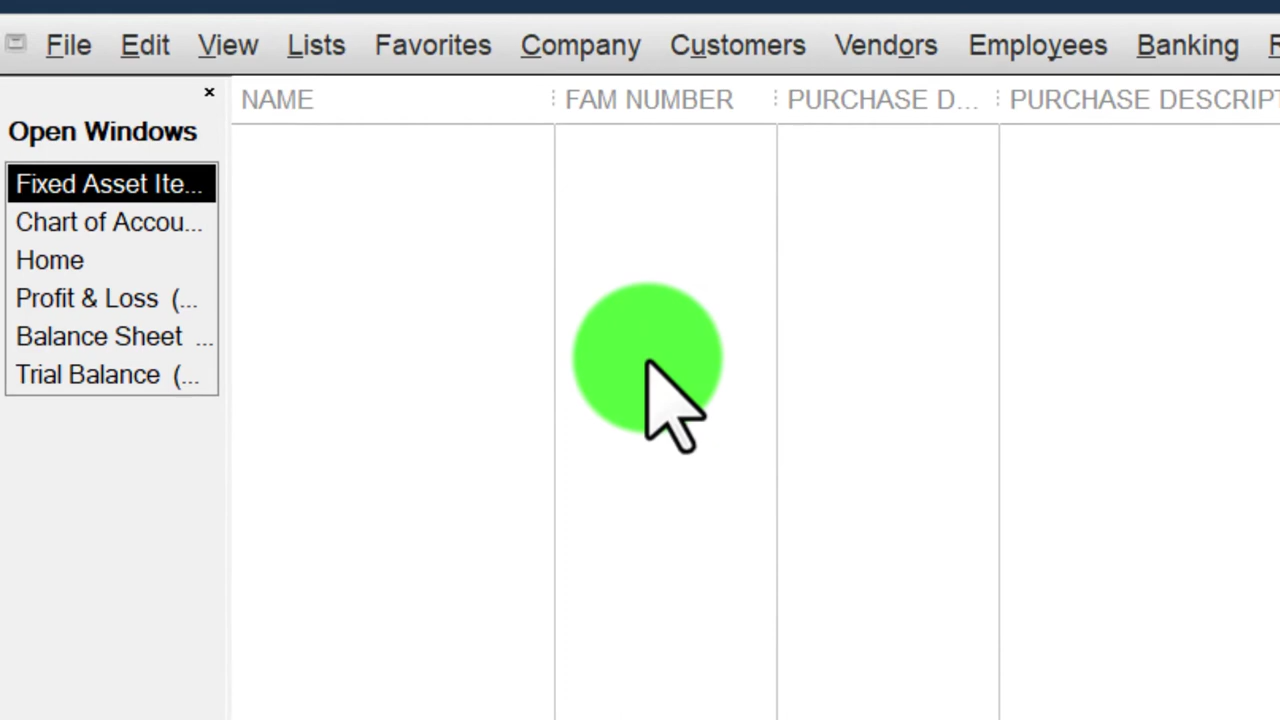 File Edit View Lists Favorites Company Customers Vendors Employees Banking
NAME FAM NUMBER PURCHASE D... PURCHASE DESCRIPT
Open Windows
Fixed Asset Ite...
Chart of Accou...
Home
Profit & Loss (...
Balance Sheet ...
Trial Balance (...